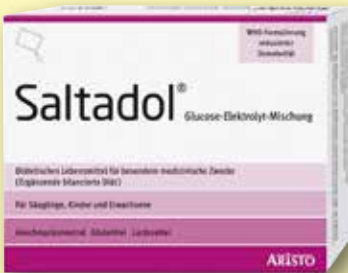 WHO-Formulierung
reduzierter
Osmolarität
Saltadol®
Glucose-Elektrolyt-Mischung
Diätetisches Lebensmittel für besondere medizinische Zwecke
(Ergänzende bilanzierte Diät)
Für Säuglinge, Kinder und Erwachsene
Geschmacksneutral Glutenfrei Lactosefrei
ARISTO